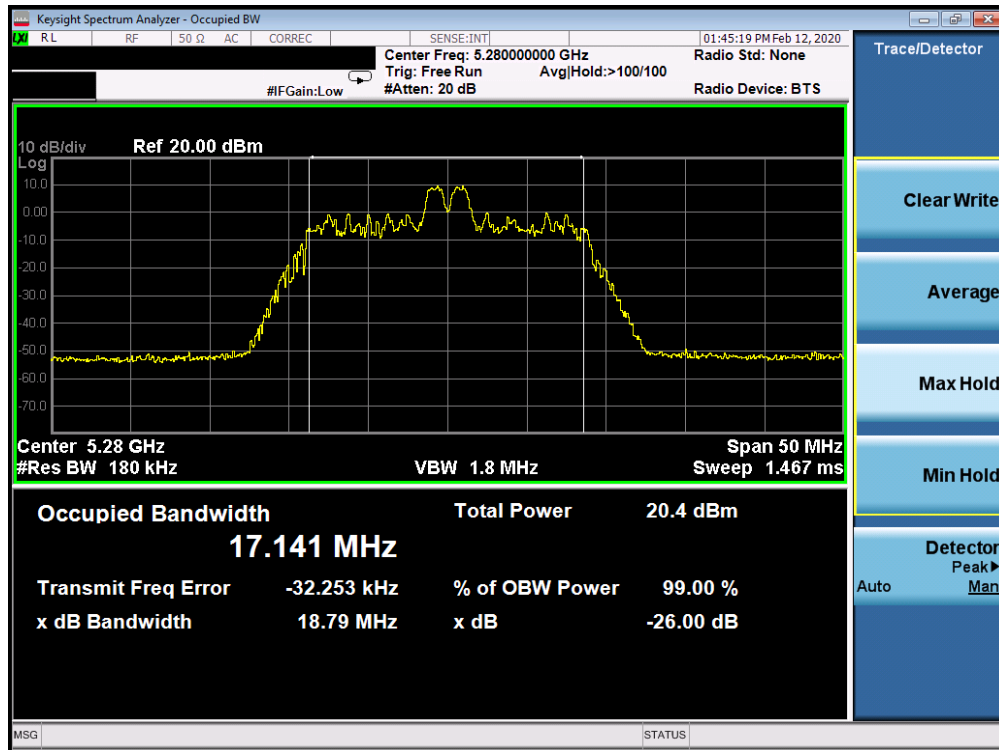 Keysight Spectrum Analyzer - Occupied BW
LXI RL RF 50 Ω AC CORREC SENSE:INT 01:45:19 PM Feb 12, 2020
Center Freq: 5.280000000 GHz Radio Std: None
Trig: Free Run Avg|Hold:>100/100
#IFGain:Low #Atten: 20 dB Radio Device: BTS
Trace/Detector
10 dB/div Ref 20.00 dBm
Log
10.0
0.00
-10.0
-20.0
-30.0
-40.0
-50.0
-60.0
-70.0
Center 5.28 GHz Span 50 MHz
#Res BW 180 kHz VBW 1.8 MHz Sweep 1.467 ms
Occupied Bandwidth Total Power 20.4 dBm
17.141 MHz
Transmit Freq Error -32.253 kHz % of OBW Power 99.00 %
x dB Bandwidth 18.79 MHz x dB -26.00 dB
Clear Write
Average
Max Hold
Min Hold
Detector
Peak▶
Auto Man
MSG STATUS